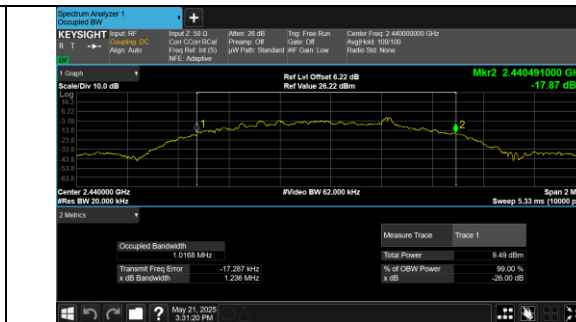 Spectrum Analyzer 1
Occupied BW
KEYSIGHT
R T
Input: RF
Coupling: DC
Align: Auto
Input Z: 50 Ω
Corr CCorr RCal
Freq Ref: Int (S)
NFE: Adaptive
Atten: 26 dB
Preamp: Off
µW Path: Standard
Trig: Free Run
Gate: Off
#IF Gain: Low
Center Freq: 2.440000000 GHz
Avg|Hold: 100/100
Radio Std: None
1 Graph
Scale/Div 10.0 dB
Log
Ref Lvl Offset 6.22 dB
Ref Value 26.22 dBm
Mkr2 2.440491000 GH
-17.87 dB
16.2
6.22
-3.78
-13.8
-23.8
-33.8
-43.8
-53.8
-63.8
1
2
Center 2.440000 GHz
#Res BW 20.000 kHz
#Video BW 62.000 kHz
Span 2 M
Sweep 5.33 ms (10000 p
2 Metrics
Measure Trace Trace 1
Occupied Bandwidth
1.0168 MHz
Total Power 9.49 dBm
Transmit Freq Error -17.287 kHz
% of OBW Power 99.00 %
x dB Bandwidth 1.236 MHz
x dB -26.00 dB
May 21, 2025
3:31:20 PM